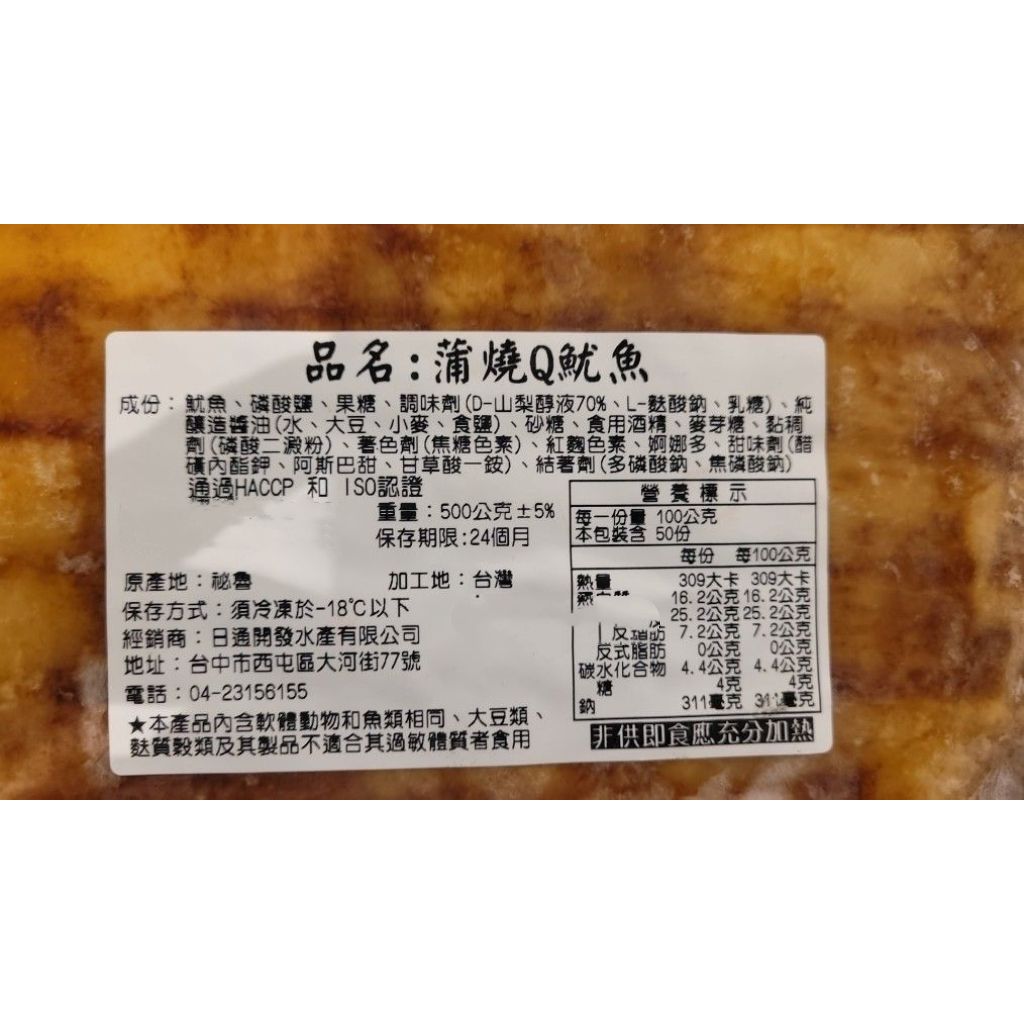 品名：蒲燒Q魷魚
成份：魷魚、磷酸鹽、果糖、調味劑(D-山梨醇液70%、L-麩酸鈉、乳糖)、純
釀造醬油(水、大豆、小麥、食鹽)、砂糖、食用酒精、麥芽糖、黏稠
劑(磷酸二澱粉)、著色劑(焦糖色素)、紅麴色素、婀娜多、甜味劑(醋
磺內酯鉀、阿斯巴甜、甘草酸一銨)、結著劑(多磷酸鈉、焦磷酸鈉)
通過HACCP 和 ISO認證
重量：500公克±5%
保存期限:24個月
原產地：祕魯 加工地：台灣
保存方式：須冷凍於-18℃以下
經銷商：日通開發水產有限公司
地址：台中市西屯區大河街77號
電話：04-23156155
★本產品內含軟體動物和魚類相同、大豆類、
麩質穀類及其製品不適合其過敏體質者食用
營養標示
每一份量 100公克
本包裝含 50份
每份 每100公克
熱量 309大卡 309大卡
16.2公克 16.2公克
25.2公克 25.2公克
脂肪 7.2公克 7.2公克
反式脂肪 0公克 0公克
碳水化合物 4.4公克 4.4公克
糖 4克 4克
鈉 311毫克 311毫克
非供即食應充分加熱